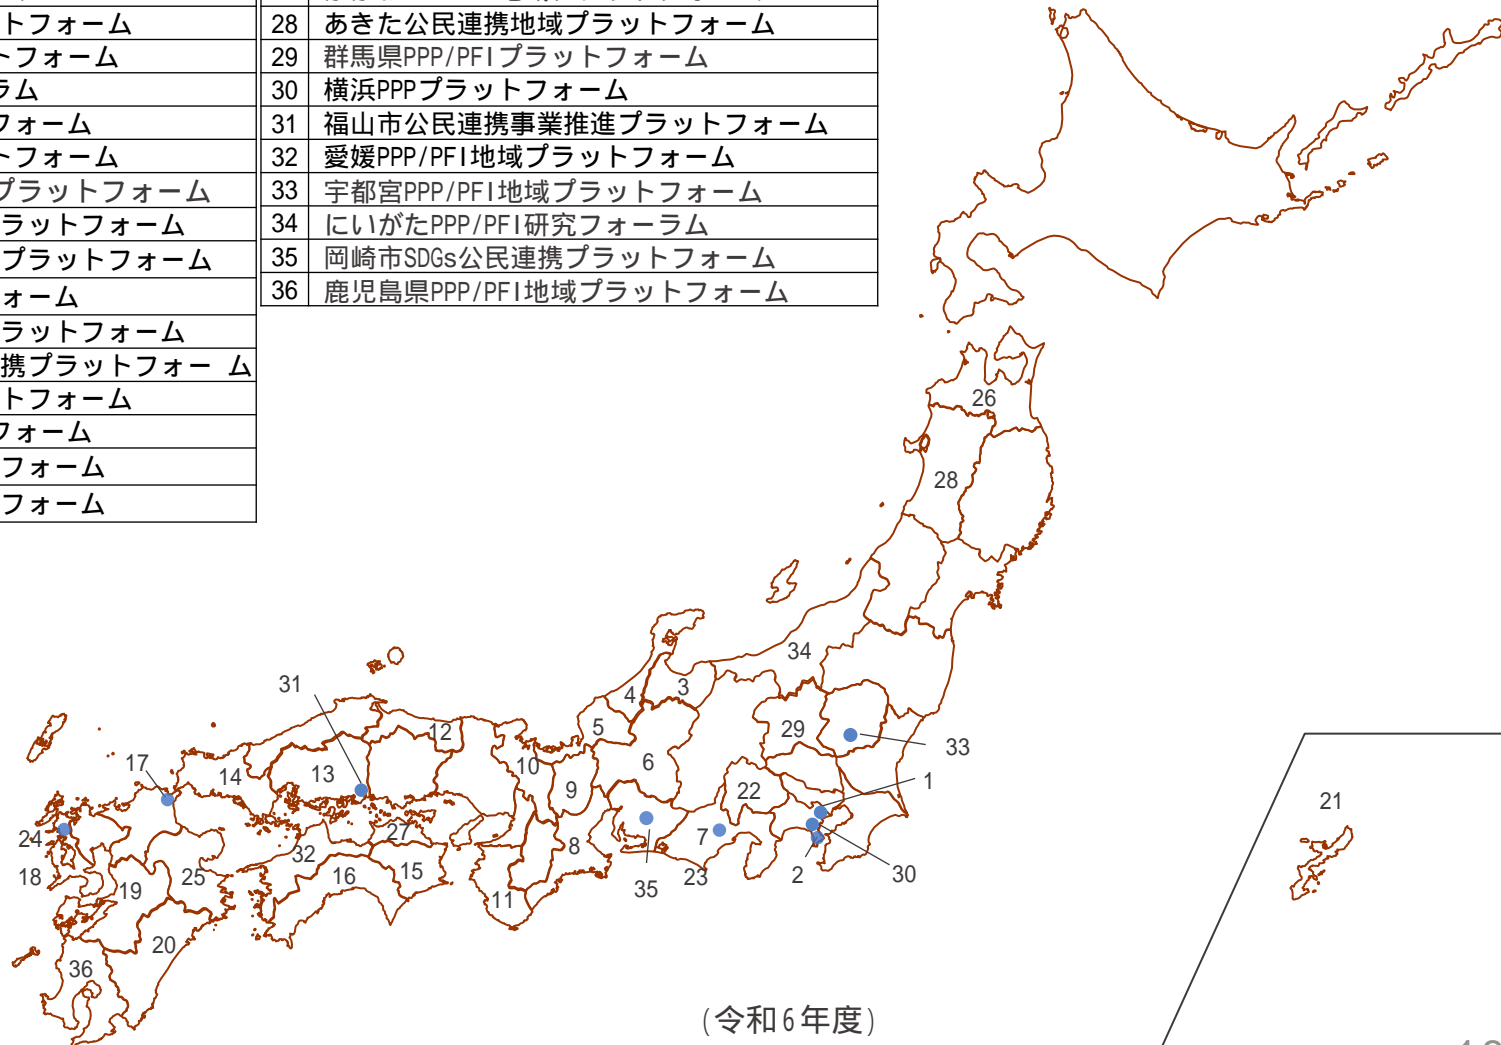 トフォーム
トフォーム
ラム
フォーム
トフォーム
プラットフォーム
ラットフォーム
プラットフォーム
ォーム
ラットフォーム
携プラットフォー ム
トフォーム
フォーム
フォーム
フォーム
28 あきた公民連携地域プラットフォーム
29 群馬県PPP/PFIプラットフォーム
30 横浜PPPプラットフォーム
31 福山市公民連携事業推進プラットフォーム
32 愛媛PPP/PFI地域プラットフォーム
33 宇都宮PPP/PFI地域プラットフォーム
34 にいがたPPP/PFI研究フォーラム
35 岡崎市SDGs公民連携プラットフォーム
36 鹿児島県PPP/PFI地域プラットフォーム
26
28
34
31
4
3
5
12
29
33
17
14
13
10
9
6
22
1
21
24
27
32
8
7
18
19
25
16
15
11
35
23
2
30
20
36
(令和6年度)